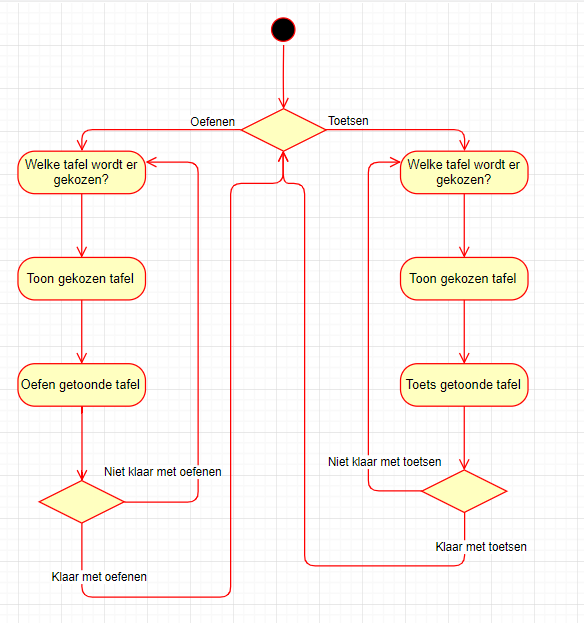 Oefenen
Toetsen
Welke tafel wordt er
gekozen?
Welke tafel wordt er
gekozen?
Toon gekozen tafel
Toon gekozen tafel
Oefen getoonde tafel
Toets getoonde tafel
Niet klaar met oefenen
Niet klaar met toetsen
Klaar met oefenen
Klaar met toetsen